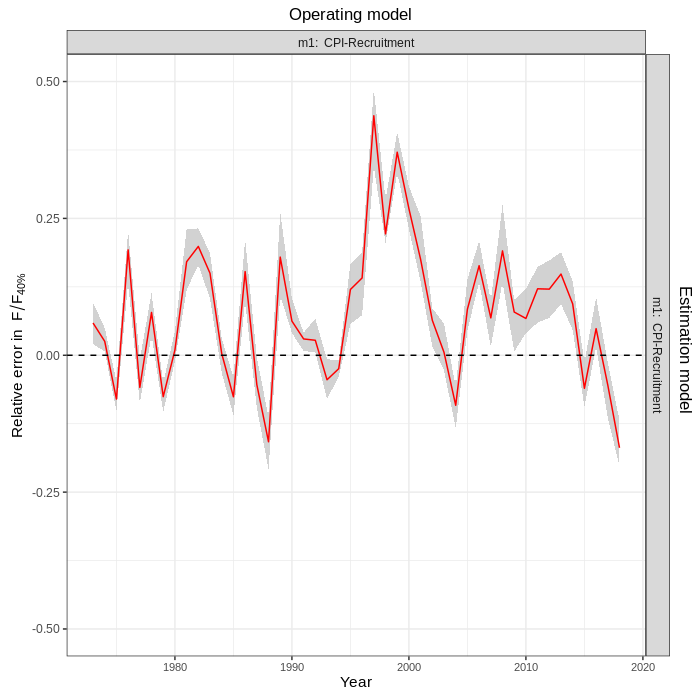 Operating model
m1: CPI-Recruitment
0.50
0.25
0.00
-0.25
-0.50
Relative error in F/F40%
1980
1990
2000
2010
2020
Year
m1: CPI-Recruitment
Estimation model